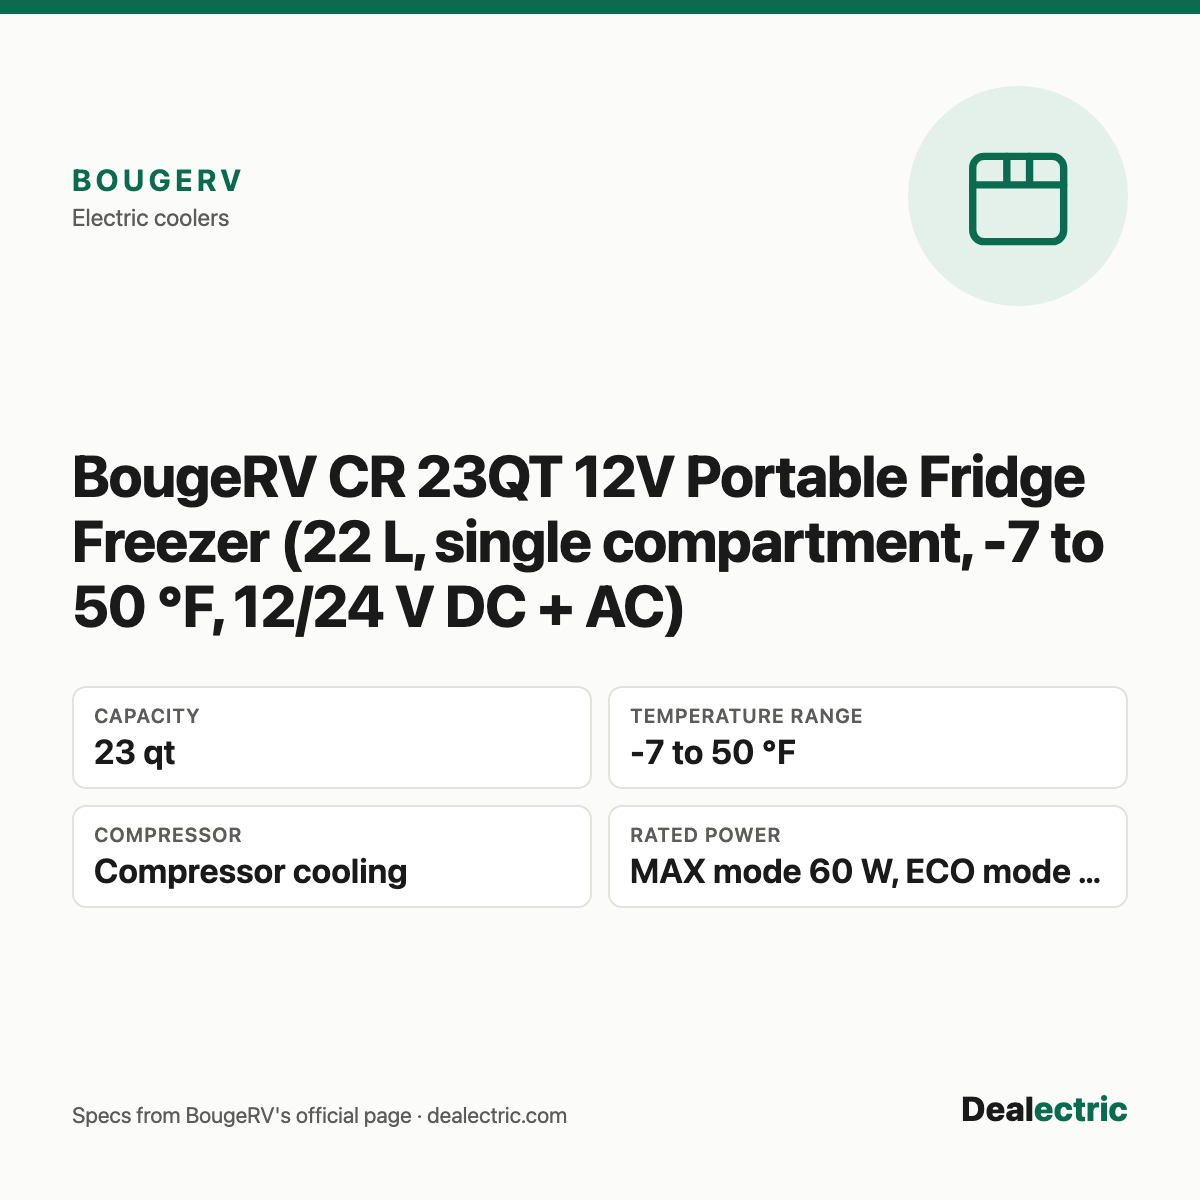 BOUGERV
Electric coolers
BougeRV CR 23QT 12V Portable Fridge
Freezer (22 L, single compartment, -7 to
50 °F, 12/24 V DC + AC)
CAPACITY
23 qt
TEMPERATURE RANGE
-7 to 50 °F
COMPRESSOR
Compressor cooling
RATED POWER
MAX mode 60 W, ECO mode ...
Specs from BougeRV's official page · dealectric.com
Dealectric